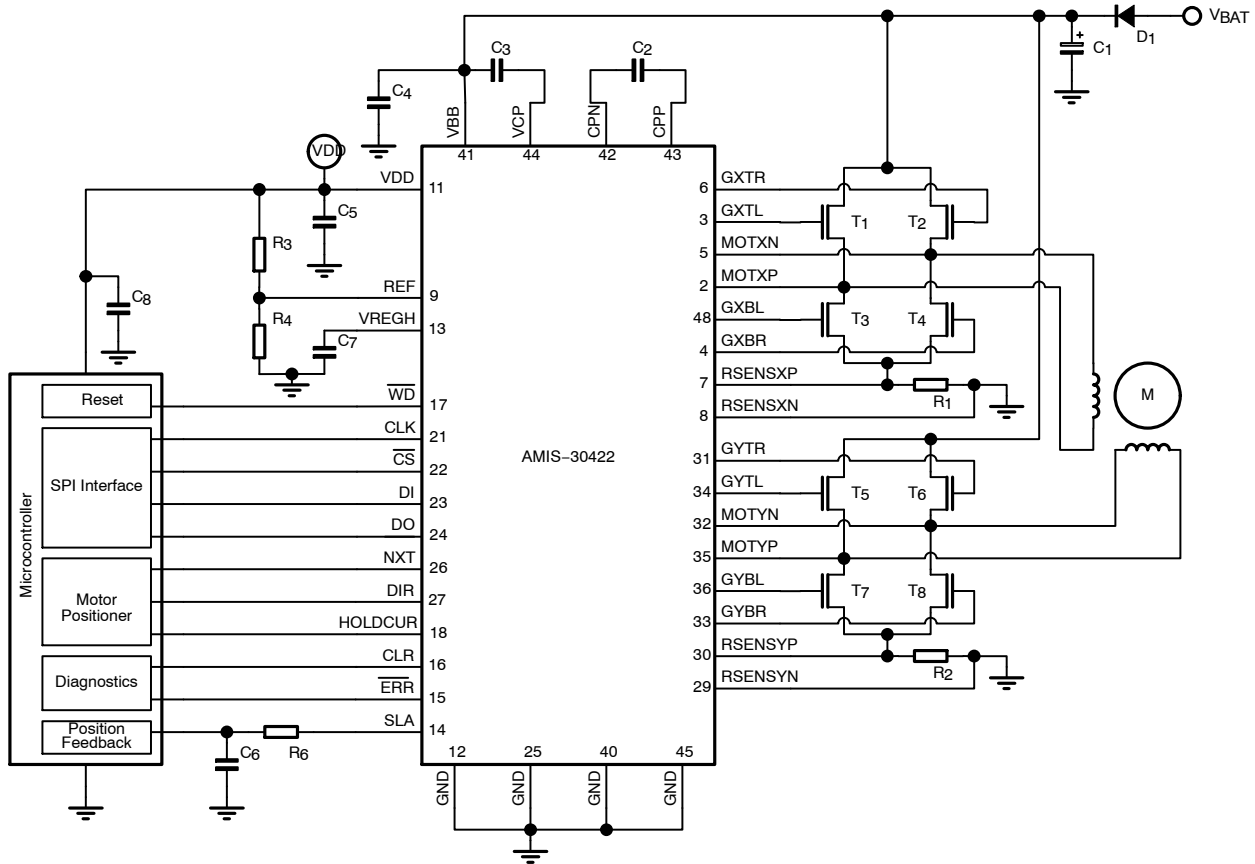 VBAT
D1
C1
C3
C2
C4
VBB
VCP
CPN
CPP
41
44
42
43
VDD
VDD
11
C5
R3
REF
9
R4
VREGH
13
C7
C8
6
GXTR
3
GXTL
T1
T2
5
MOTXN
2
MOTXP
48
GXBL
T3
T4
4
GXBR
7
RSENSXP
R1
8
RSENSXN
M
AMIS−30422
31
GYTR
34
GYTL
T5
T6
32
MOTYN
35
MOTYP
36
GYBL
T7
T8
33
GYBR
30
RSENSYP
R2
29
RSENSYN
Microcontroller
Reset
WD
17
SPI Interface
CLK
21
CS
22
DI
23
DO
24
Motor
Positioner
NXT
26
DIR
27
HOLDCUR
18
Diagnostics
CLR
16
ERR
15
Position
Feedback
SLA
14
C6
R6
12
25
40
45
GND
GND
GND
GND